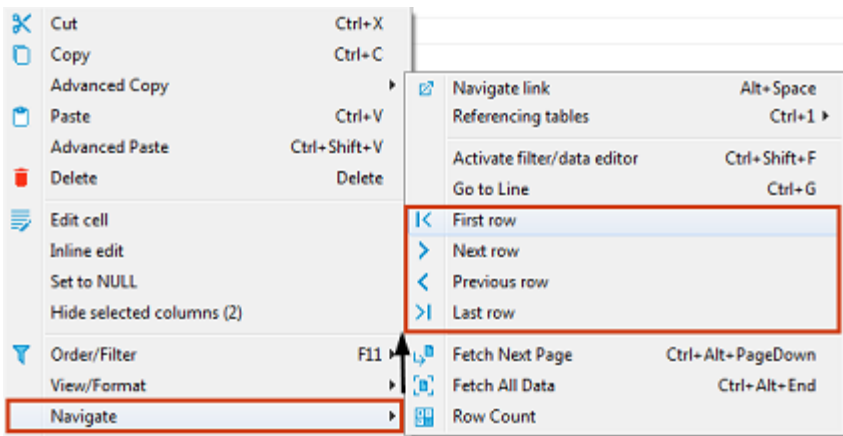 Cut Ctrl+X
Copy Ctrl+C
Advanced Copy
Paste Ctrl+V
Advanced Paste Ctrl+Shift+V
Delete Delete
Edit cell
Inline edit
Set to NULL
Hide selected columns (2)
Order/Filter F11
View/Format
Navigate
Navigate link Alt+Space
Referencing tables Ctrl+1
Activate filter/data editor Ctrl+Shift+F
Go to Line Ctrl+G
First row
Next row
Previous row
Last row
Fetch Next Page Ctrl+Alt+PageDown
Fetch All Data Ctrl+Alt+End
Row Count